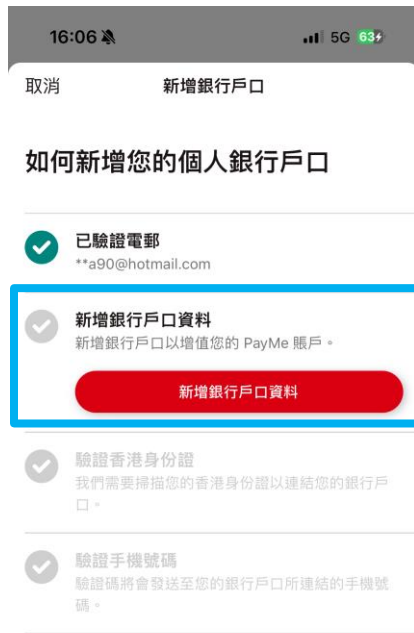 16:06 5G 63
取消 新增銀行戶口
如何新增您的個人銀行戶口
已驗證電郵
**a90@hotmail.com
新增銀行戶口資料
新增銀行戶口以增值您的 PayMe 賬戶。
新增銀行戶口資料
驗證香港身份證
我們需要掃描您的香港身份證以連結您的銀行戶
口。
驗證手機號碼
驗證碼將會發送至您的銀行戶口所連結的手機號
碼。